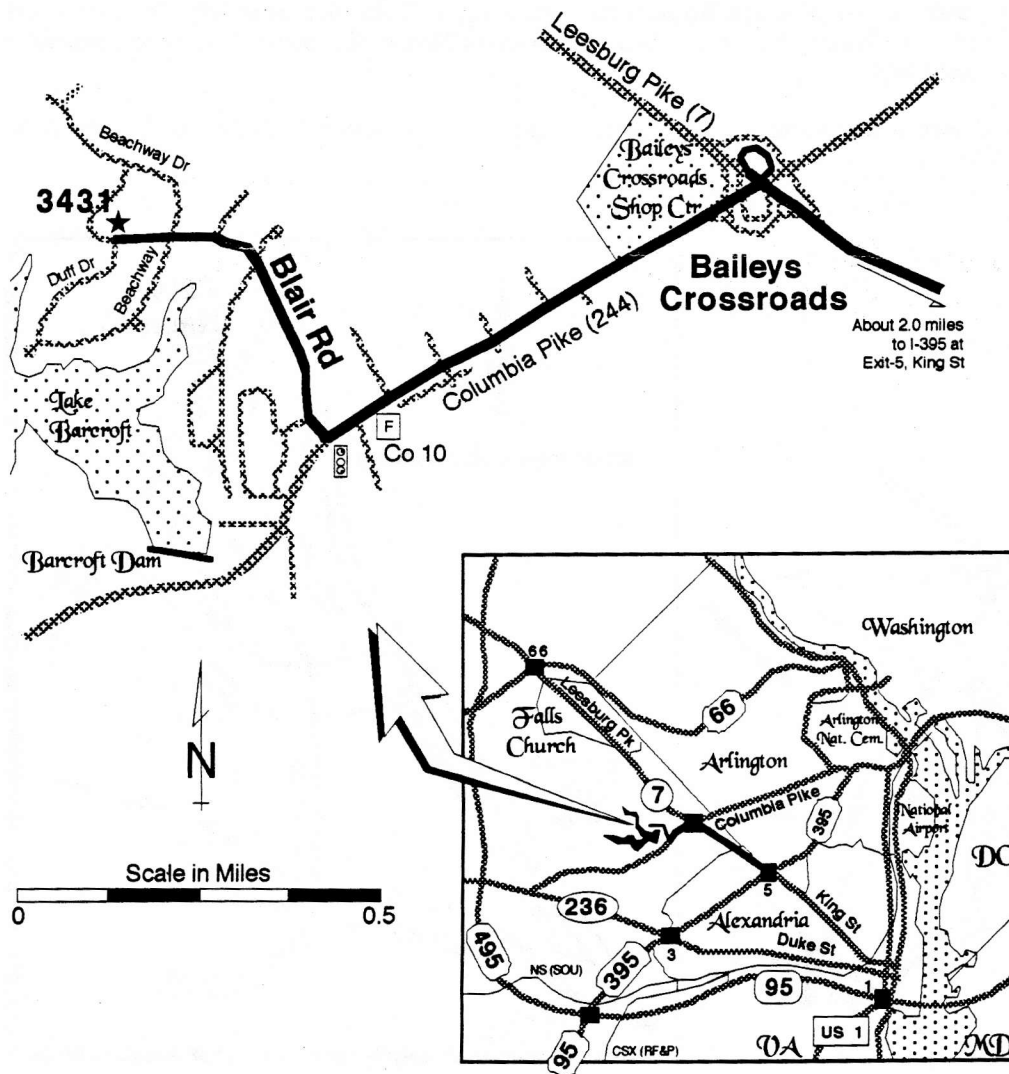 Leesburg Pike (7)
Beachway Dr
3431
Baileys
Crossroads
Shop Ctr
Duff Dr
Beachway
Blair Rd
Baileys
Crossroads
Columbia Pike (244)
About 2.0 miles
to I-395 at
Exit-5, King St
Lake
Barcroft
F
Co 10
Barcroft Dam
N
Scale in Miles
0
0.5
Washington
66
Leesburg Pk
66
Falls
Church
Arlington
Nat. Cem.
Arlington
7
Columbia Pike
395
National
Airport
DC
5
236
Alexandria
King St
3
Duke St
495
NS (SOU)
395
95
1
US 1
95
CSX (RF&P)
VA
MD